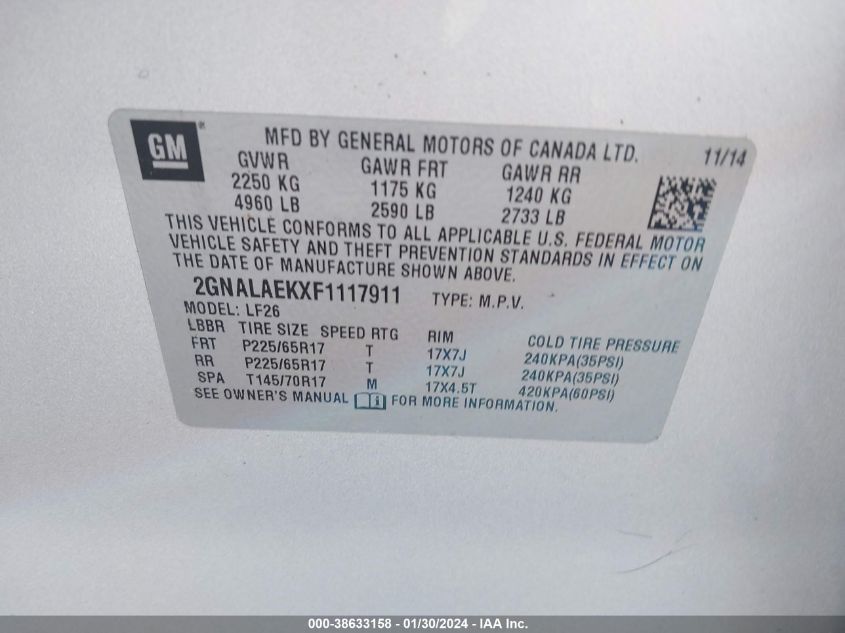 GM®
MFD BY GENERAL MOTORS OF CANADA LTD. 11/14
GVWR GAWR FRT GAWR RR
2250 KG 1175 KG 1240 KG
4960 LB 2590 LB 2733 LB
THIS VEHICLE CONFORMS TO ALL APPLICABLE U.S. FEDERAL MOTOR
VEHICLE SAFETY AND THEFT PREVENTION STANDARDS IN EFFECT ON
THE DATE OF MANUFACTURE SHOWN ABOVE.
2GNALAEKXF1117911 TYPE: M.P.V.
MODEL: LF26
LBBR TIRE SIZE SPEED RTG RIM COLD TIRE PRESSURE
FRT P225/65R17 T 17X7J 240KPA(35PSI)
RR P225/65R17 T 17X7J 240KPA(35PSI)
SPA T145/70R17 M 17X4.5T 420KPA(60PSI)
SEE OWNER'S MANUAL FOR MORE INFORMATION.
000-38633158 - 01/30/2024 - IAA Inc.